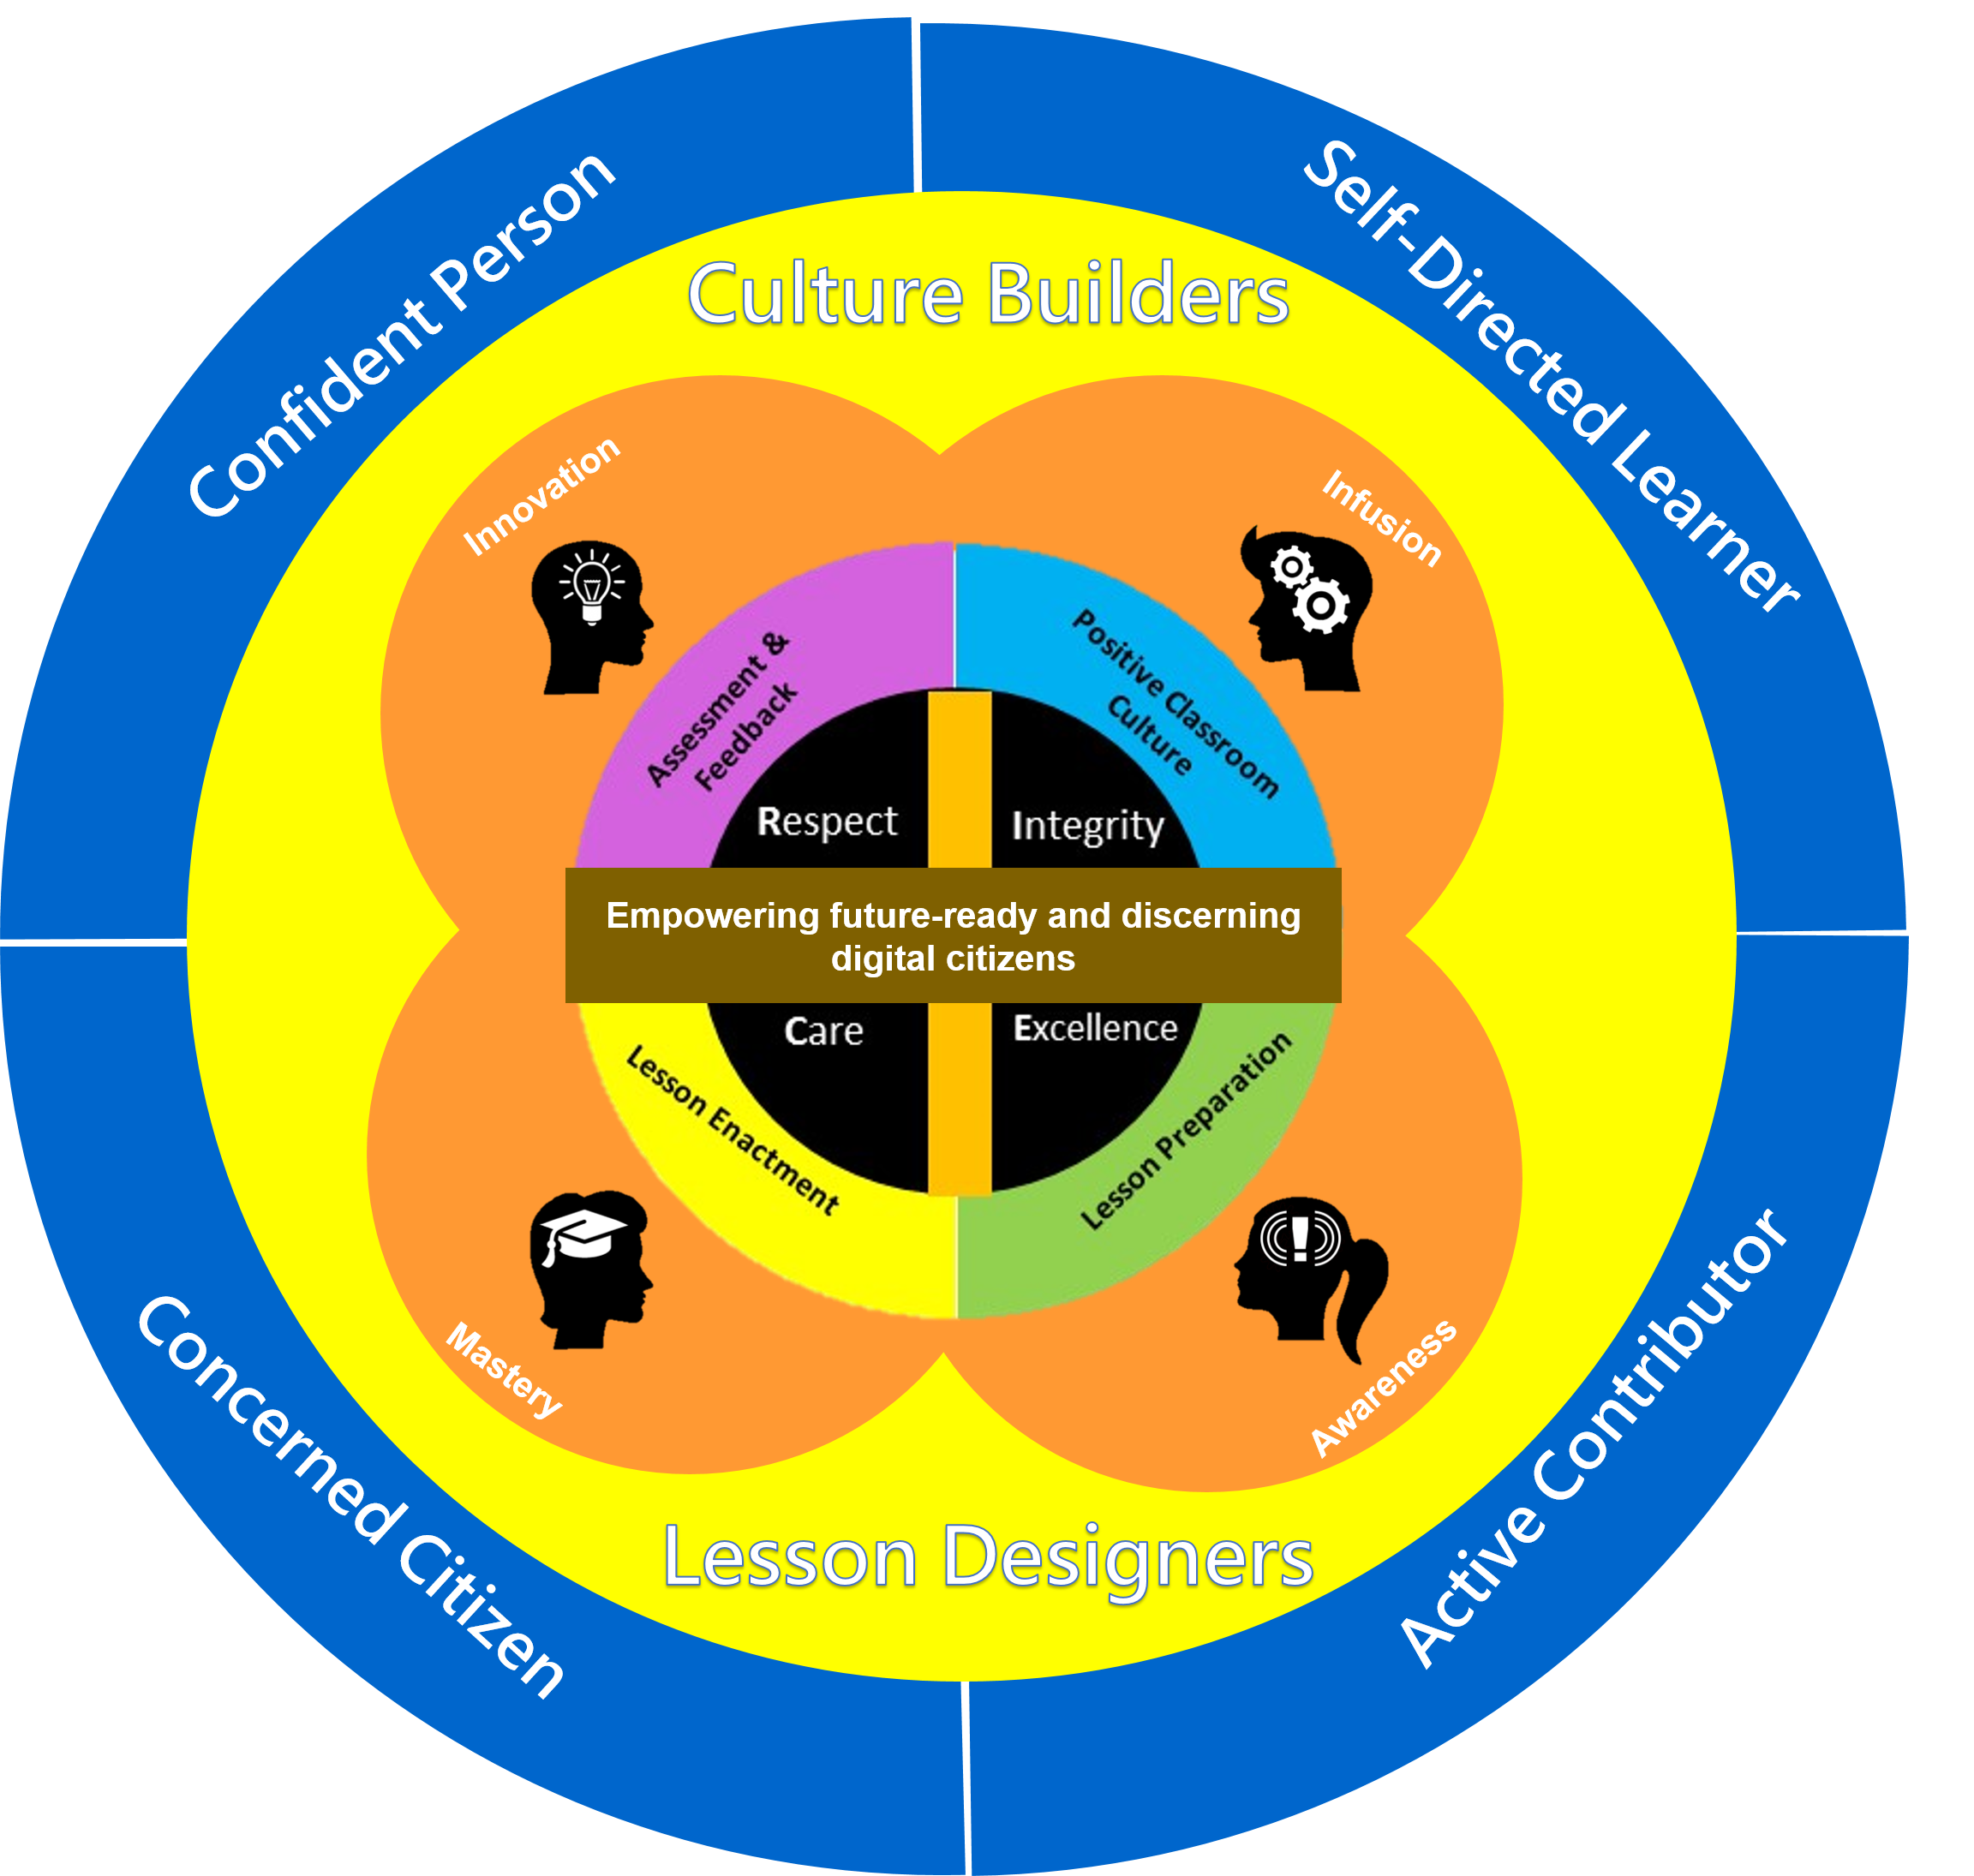 Confident Person
Self-Directed Learner
Culture Builders
Innovation
Infusion
Assessment &
Feedback
Positive Classroom
Culture
Respect
Integrity
Empowering future-ready and discerning
digital citizens
Care
Excellence
Lesson Enactment
Lesson Preparation
Mastery
Awareness
Lesson Designers
Concerned Citizen
Active Contributor